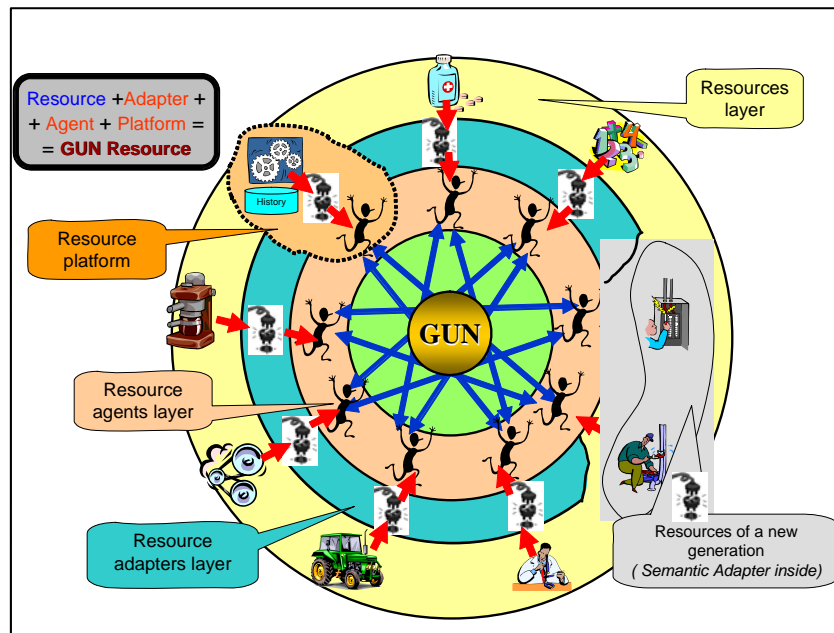 Resource +Adapter +
+ Agent + Platform =
= GUN Resource
Resources
layer
History
Resource
platform
GUN
Resource
agents layer
Resource
adapters layer
Resources of a new
generation
( Semantic Adapter inside)